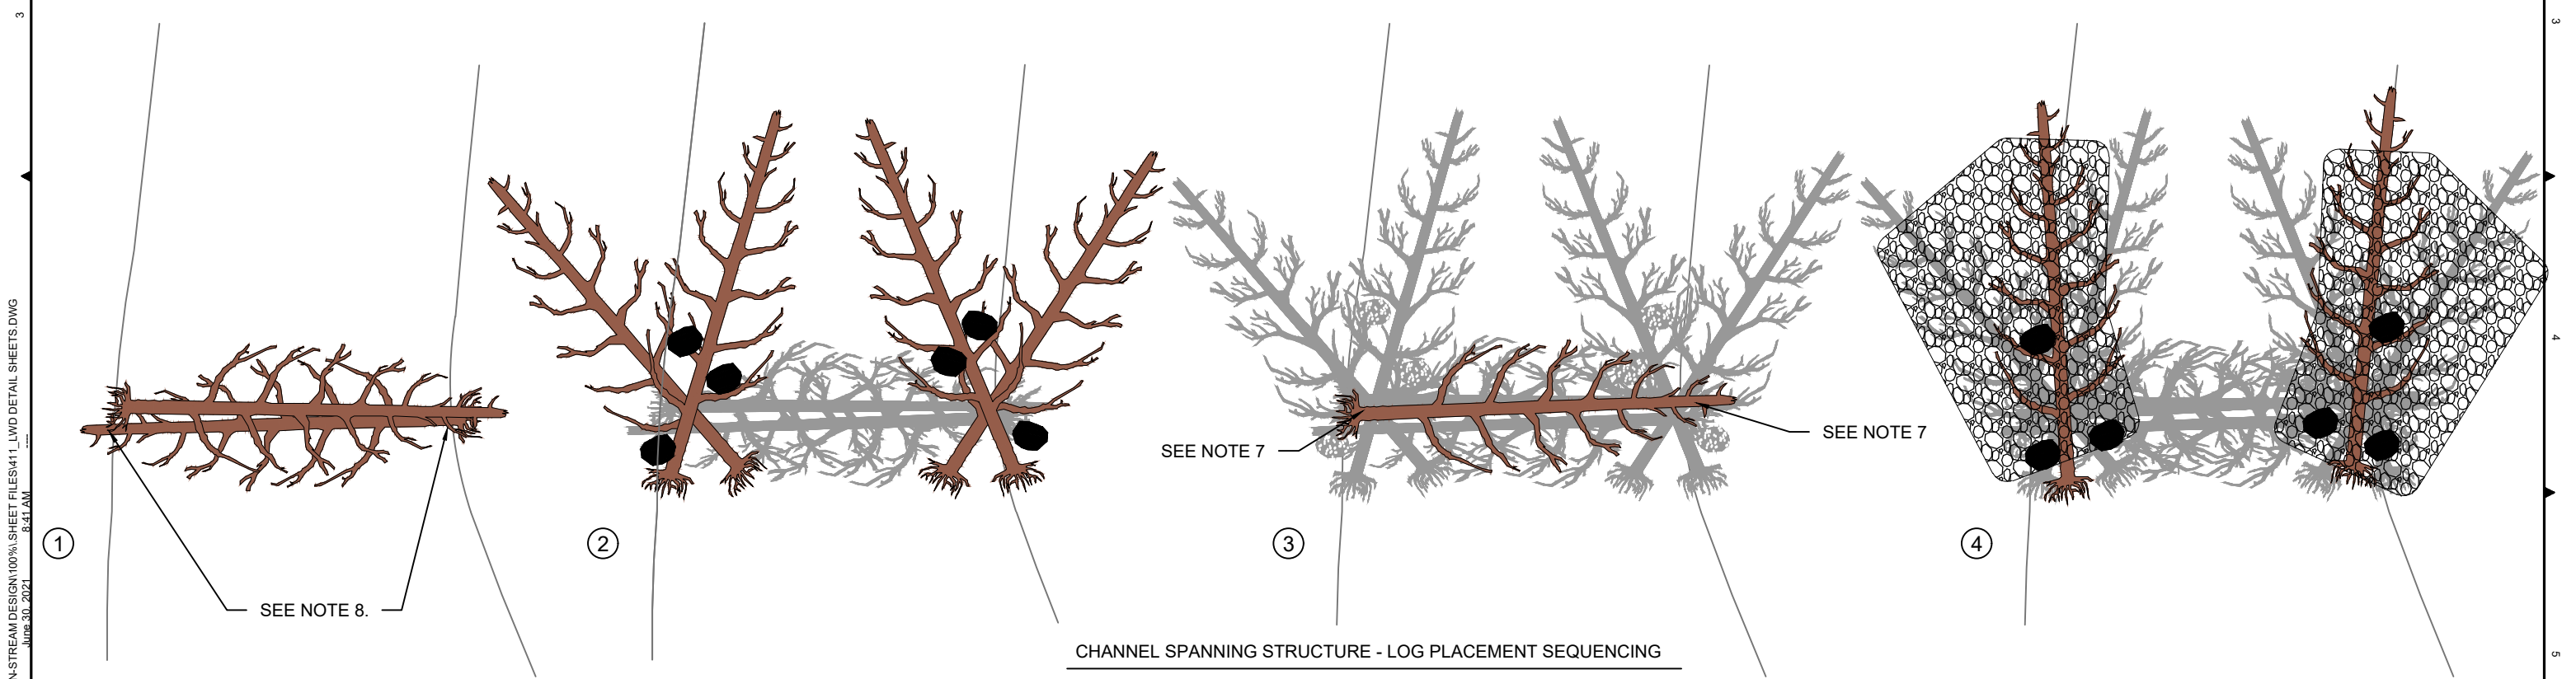 3
3
N-STREAM DESIGN\100%\.SHEET FILES\411_LWD DETAIL SHEETS.DWG
June 30, 2021 8:41 AM ----
4
SEE NOTE 7
SEE NOTE 7
1
2
3
4
SEE NOTE 8.
CHANNEL SPANNING STRUCTURE - LOG PLACEMENT SEQUENCING
5